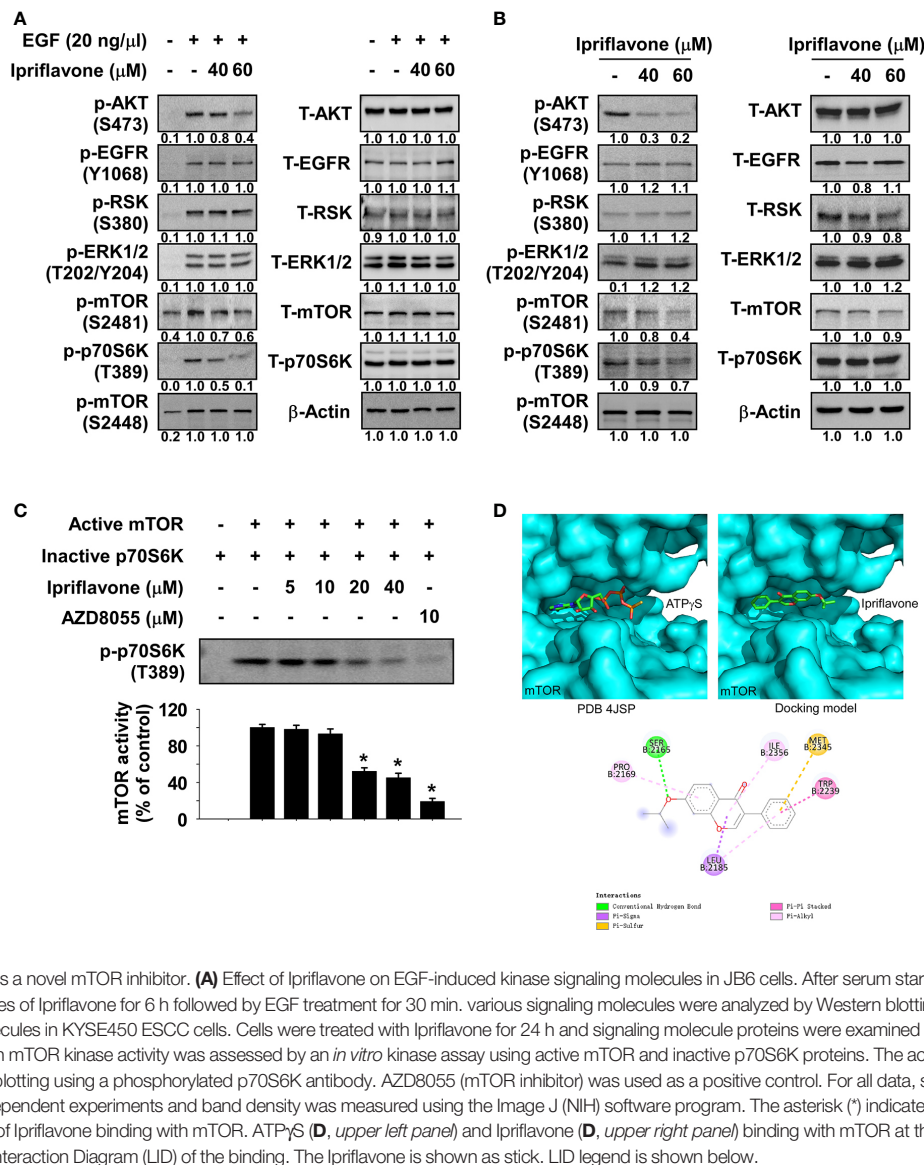 A
EGF (20 ng/μl) - + + + - + + +
Ipriflavone (μM) - - 40 60 - - 40 60
p-AKT (S473) 0.1 1.0 0.8 0.4 T-AKT 1.0 1.0 1.0 1.0
p-EGFR (Y1068) 0.1 1.0 1.0 1.0 T-EGFR 1.0 1.0 1.0 1.1
p-RSK (S380) 0.1 1.0 1.1 1.0 T-RSK 0.9 1.0 1.0 1.0
p-ERK1/2 (T202/Y204) 0.1 1.0 1.0 1.0 T-ERK1/2 1.0 1.1 1.0 1.0
p-mTOR (S2481) 0.4 1.0 0.7 0.6 T-mTOR 1.0 1.1 1.1 1.0
p-p70S6K (T389) 0.0 1.0 0.5 0.1 T-p70S6K 1.0 1.0 1.0 1.0
p-mTOR (S2448) 0.2 1.0 1.0 1.0 β-Actin 1.0 1.0 1.0 1.0
B
Ipriflavone (μM) Ipriflavone (μM)
- 40 60 - 40 60
p-AKT (S473) 1.0 0.3 0.2 T-AKT 1.0 1.0 1.0
p-EGFR (Y1068) 1.0 1.2 1.1 T-EGFR 1.0 0.8 1.1
p-RSK (S380) 1.0 1.1 1.2 T-RSK 1.0 0.9 0.8
p-ERK1/2 (T202/Y204) 0.1 1.2 1.2 T-ERK1/2 1.0 1.0 1.2
p-mTOR (S2481) 1.0 0.8 0.4 T-mTOR 1.0 1.0 0.9
p-p70S6K (T389) 1.0 0.9 0.7 T-p70S6K 1.0 1.0 1.0
p-mTOR (S2448) 1.0 1.0 1.0 β-Actin 1.0 1.0 1.0
C
Active mTOR - + + + + + +
Inactive p70S6K + + + + + + +
Ipriflavone (μM) - - 5 10 20 40 -
AZD8055 (μM) - - - - - - 10
p-p70S6K (T389)
mTOR activity (% of control)
120
80
40
0
* * *
D
ATPγS
mTOR
PDB 4JSP
Ipriflavone
mTOR
Docking model
SER B:2165
ILE B:2356
MET B:2345
PRO B:2169
TRP B:2239
LEU B:2185
O
O
O
Interactions
Conventional Hydrogen Bond
Pi-Sigma
Pi-Sulfur
Pi-Pi Stacked
Pi-Alkyl
s a novel mTOR inhibitor. (A) Effect of Ipriflavone on EGF-induced kinase signaling molecules in JB6 cells. After serum star
es of Ipriflavone for 6 h followed by EGF treatment for 30 min. various signaling molecules were analyzed by Western blottin
ecules in KYSE450 ESCC cells. Cells were treated with Ipriflavone for 24 h and signaling molecule proteins were examined
n mTOR kinase activity was assessed by an in vitro kinase assay using active mTOR and inactive p70S6K proteins. The ac
plotting using a phosphorylated p70S6K antibody. AZD8055 (mTOR inhibitor) was used as a positive control. For all data, s
ependent experiments and band density was measured using the Image J (NIH) software program. The asterisk (*) indicate
of Ipriflavone binding with mTOR. ATPγS (D, upper left panel) and Ipriflavone (D, upper right panel) binding with mTOR at th
nteraction Diagram (LID) of the binding. The Ipriflavone is shown as stick. LID legend is shown below.